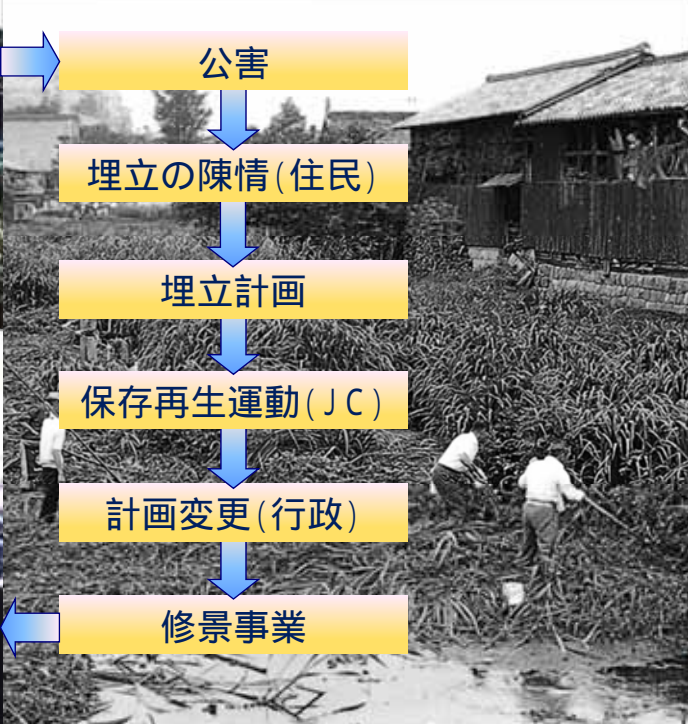 公害
埋立の陳情(住民)
埋立計画
保存再生運動(JC)
計画変更(行政)
修景事業